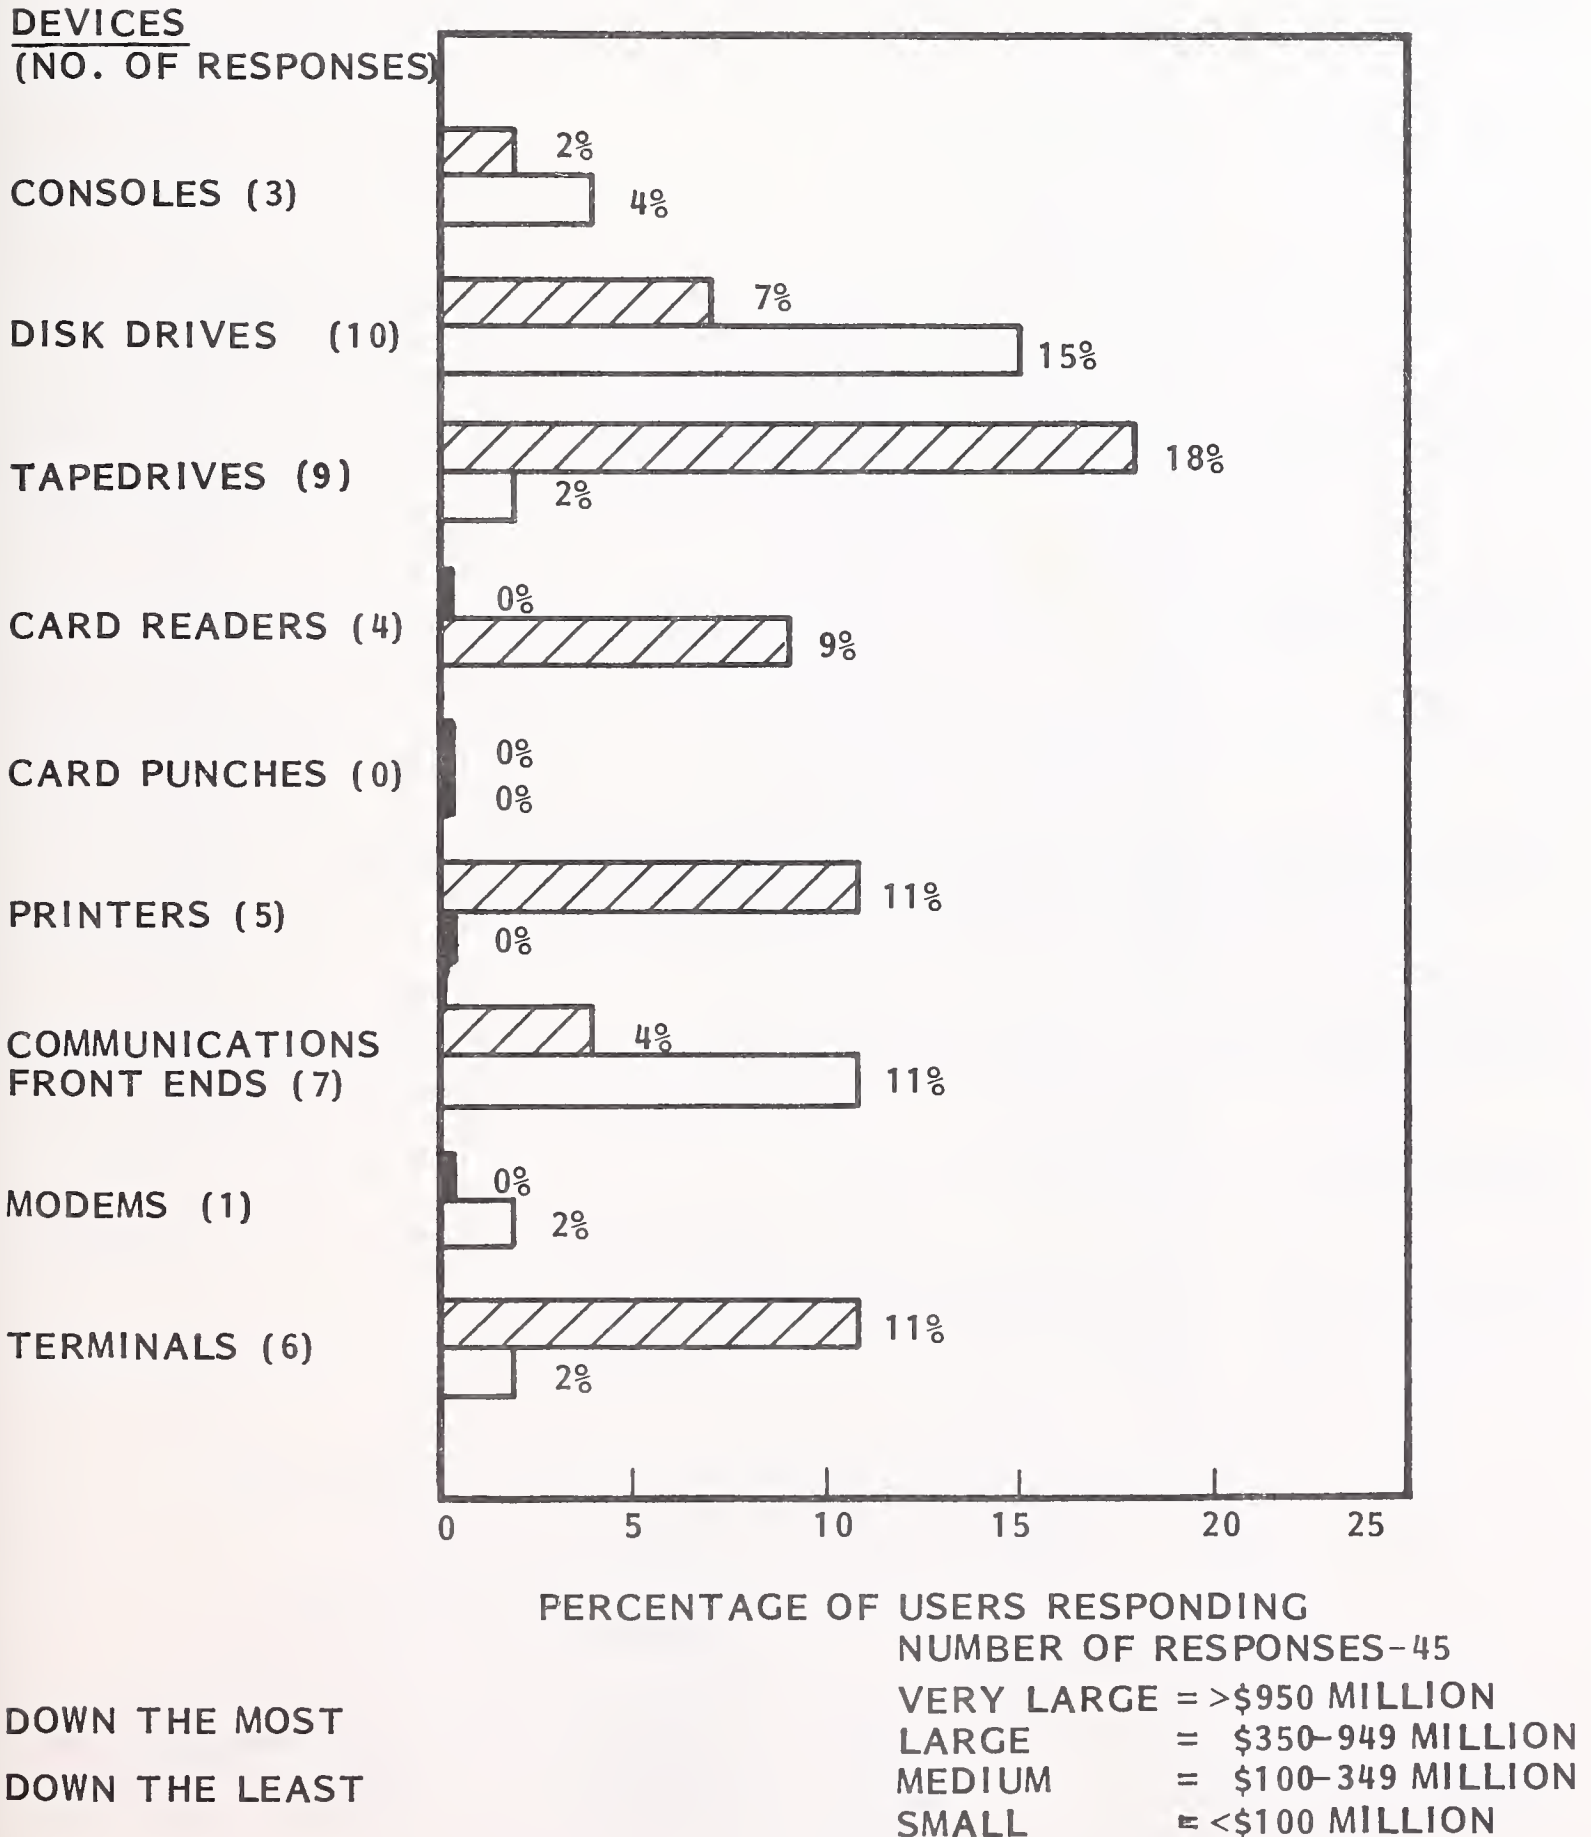 DEVICES
(NO. OF RESPONSES)
2%
CONSOLES (3)
4%
7%
DISK DRIVES (10)
15%
18%
TAPEDRIVES (9)
2%
0%
CARD READERS (4)
9%
0%
CARD PUNCHES (0)
0%
11%
PRINTERS (5)
0%
4%
COMMUNICATIONS
FRONT ENDS (7)
11%
0%
MODEMS (1)
2%
11%
TERMINALS (6)
2%
0 5 10 15 20 25
PERCENTAGE OF USERS RESPONDING
NUMBER OF RESPONSES-45
VERY LARGE = >$950 MILLION
DOWN THE MOST
LARGE = $350-949 MILLION
MEDIUM = $100-349 MILLION
DOWN THE LEAST
SMALL = <$100 MILLION